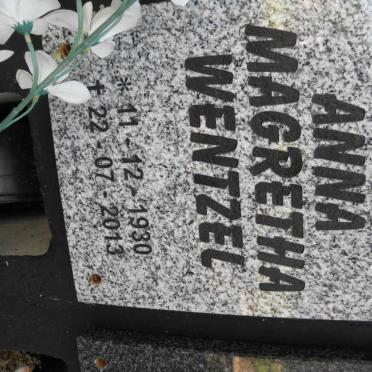 ANNA
MAGRETHA
WENTZEL
* 11 - 12 - 1930
† 22 - 07 - 2013